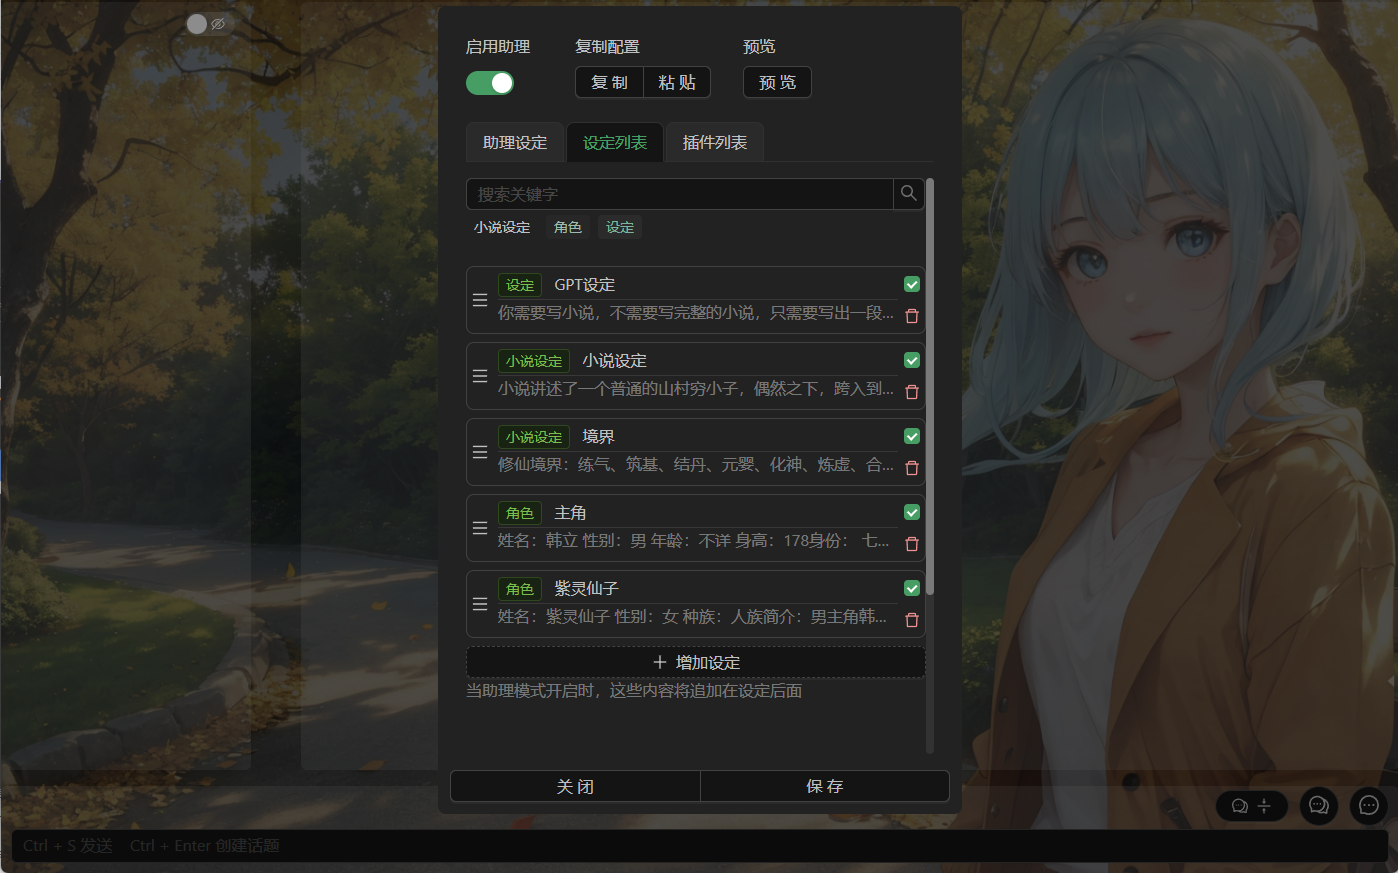 启用助理 复制配置 预览
复制 粘贴 预览
助理设定 设定列表 插件列表
搜索关键字
小说设定 角色 设定
设定 GPT设定
你需要写小说，不需要写完整的小说，只需要写出一段...
小说设定 小说设定
小说讲述了一个普通的山村穷小子，偶然之下，跨入到...
小说设定 境界
修仙境界：练气、筑基、结丹、元婴、化神、炼虚、合...
角色 主角
姓名：韩立 性别：男 年龄：不详 身高：178身份： 七...
角色 紫灵仙子
姓名：紫灵仙子 性别：女 种族：人族简介：男主角韩...
增加设定
当助理模式开启时，这些内容将追加在设定后面
关闭 保存
Ctrl + S 发送 Ctrl + Enter 创建话题